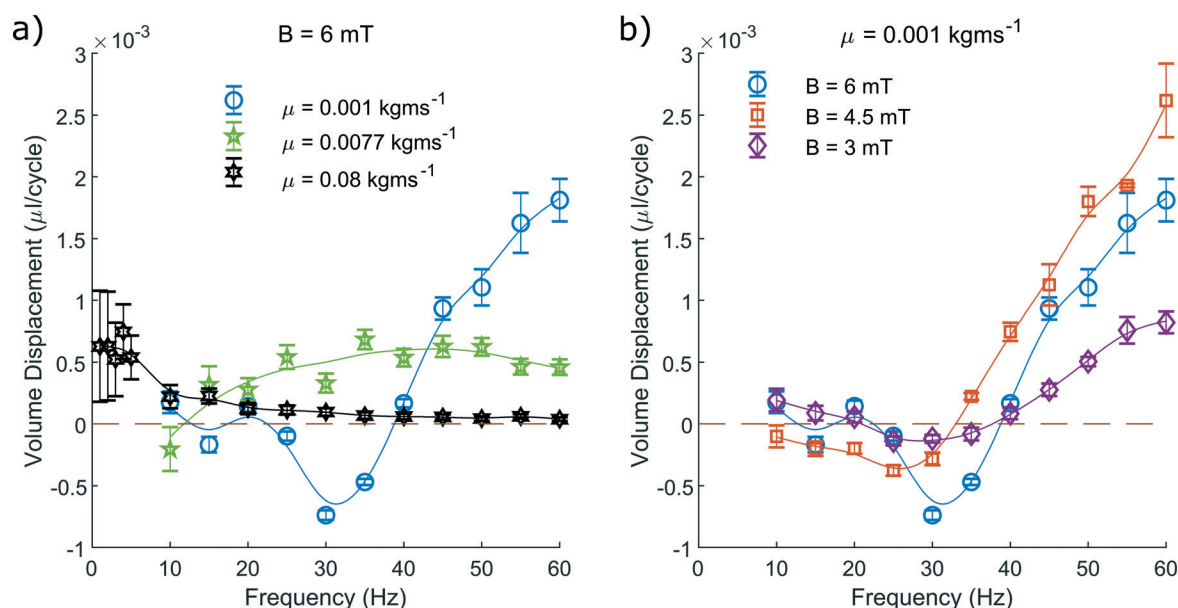 a)
B = 6 mT
×10⁻³
3
2.5
2
1.5
1
0.5
0
-0.5
-1
Volume Displacement (μl/cycle)
μ = 0.001 kgms⁻¹
μ = 0.0077 kgms⁻¹
μ = 0.08 kgms⁻¹
0 10 20 30 40 50 60
Frequency (Hz)
b)
μ = 0.001 kgms⁻¹
×10⁻³
3
2.5
2
1.5
1
0.5
0
-0.5
-1
Volume Displacement (μl/cycle)
B = 6 mT
B = 4.5 mT
B = 3 mT
0 10 20 30 40 50 60
Frequency (Hz)